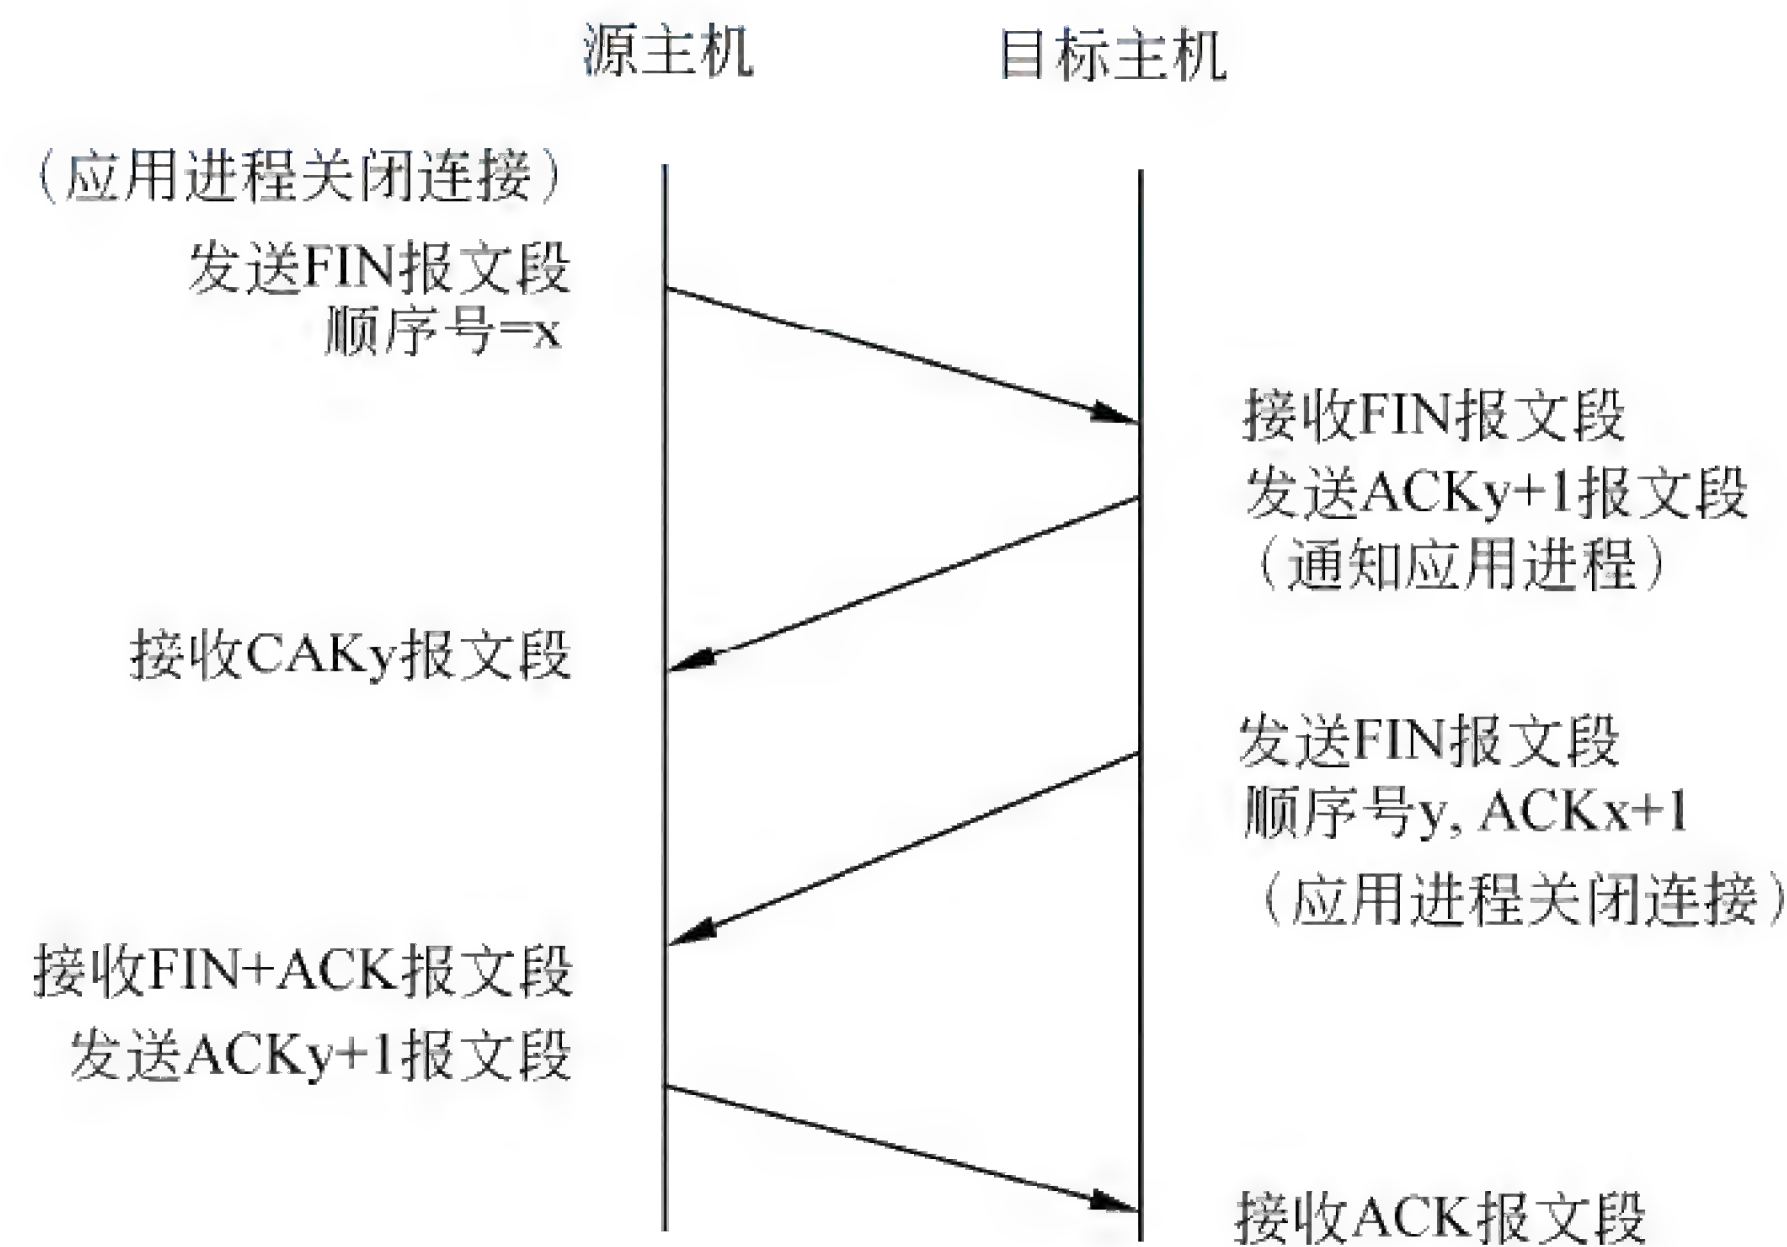 源主机
目标主机
（应用进程关闭连接）
发送FIN报文段
顺序号=x
接收FIN报文段
发送ACKy+1报文段
（通知应用进程）
接收CAKy报文段
发送FIN报文段
顺序号y, ACKx+1
（应用进程关闭连接）
接收FIN+ACK报文段
发送ACKy+1报文段
接收ACK报文段